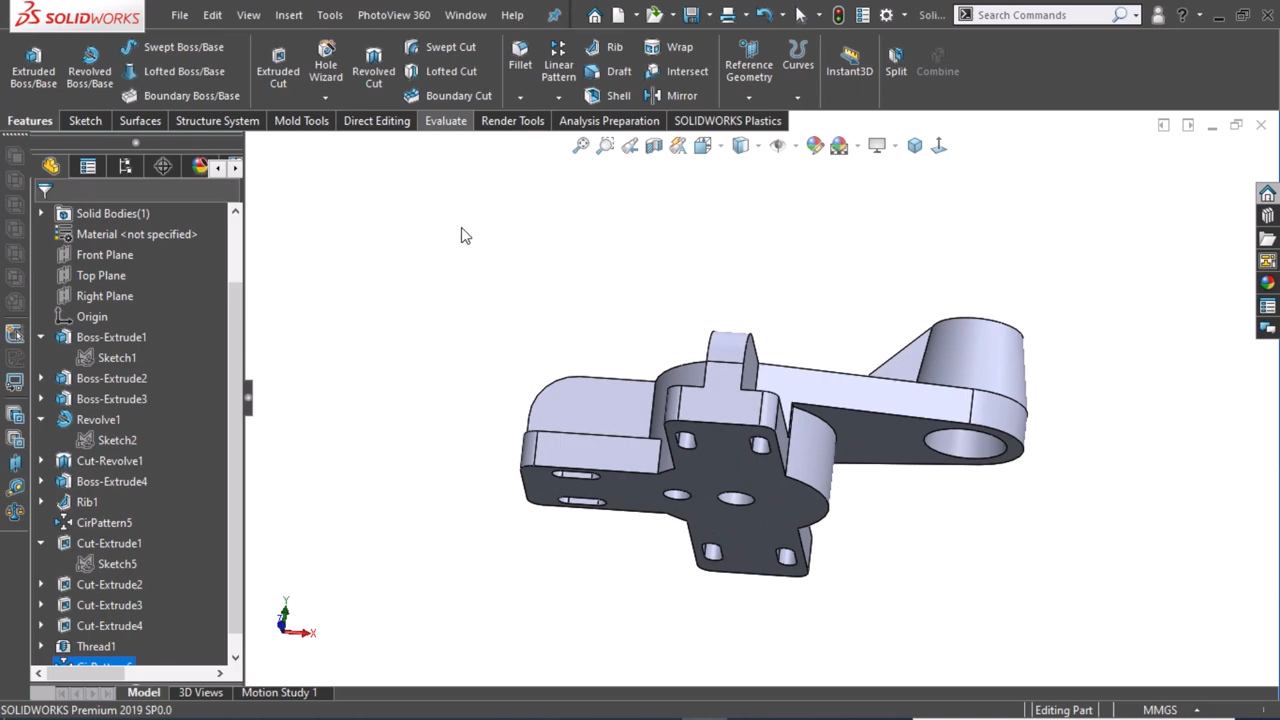 SOLIDWORKS File Edit View Insert Tools PhotoView 360 Window Help Soli... Search Commands
Extruded Boss/Base
Revolved Boss/Base
Swept Boss/Base
Lofted Boss/Base
Boundary Boss/Base
Extruded Cut
Hole Wizard
Revolved Cut
Swept Cut
Lofted Cut
Boundary Cut
Fillet
Linear Pattern
Rib
Draft
Shell
Wrap
Intersect
Mirror
Reference Geometry
Curves
Instant3D
Split
Combine
Features Sketch Surfaces Structure System Mold Tools Direct Editing Evaluate Render Tools Analysis Preparation SOLIDWORKS Plastics
Solid Bodies(1)
Material <not specified>
Front Plane
Top Plane
Right Plane
Origin
Boss-Extrude1
Sketch1
Boss-Extrude2
Boss-Extrude3
Revolve1
Sketch2
Cut-Revolve1
Boss-Extrude4
Rib1
CirPattern5
Cut-Extrude1
Sketch5
Cut-Extrude2
Cut-Extrude3
Cut-Extrude4
Thread1
Y
Z
X
Model 3D Views Motion Study 1
SOLIDWORKS Premium 2019 SP0.0 Editing Part MMGS